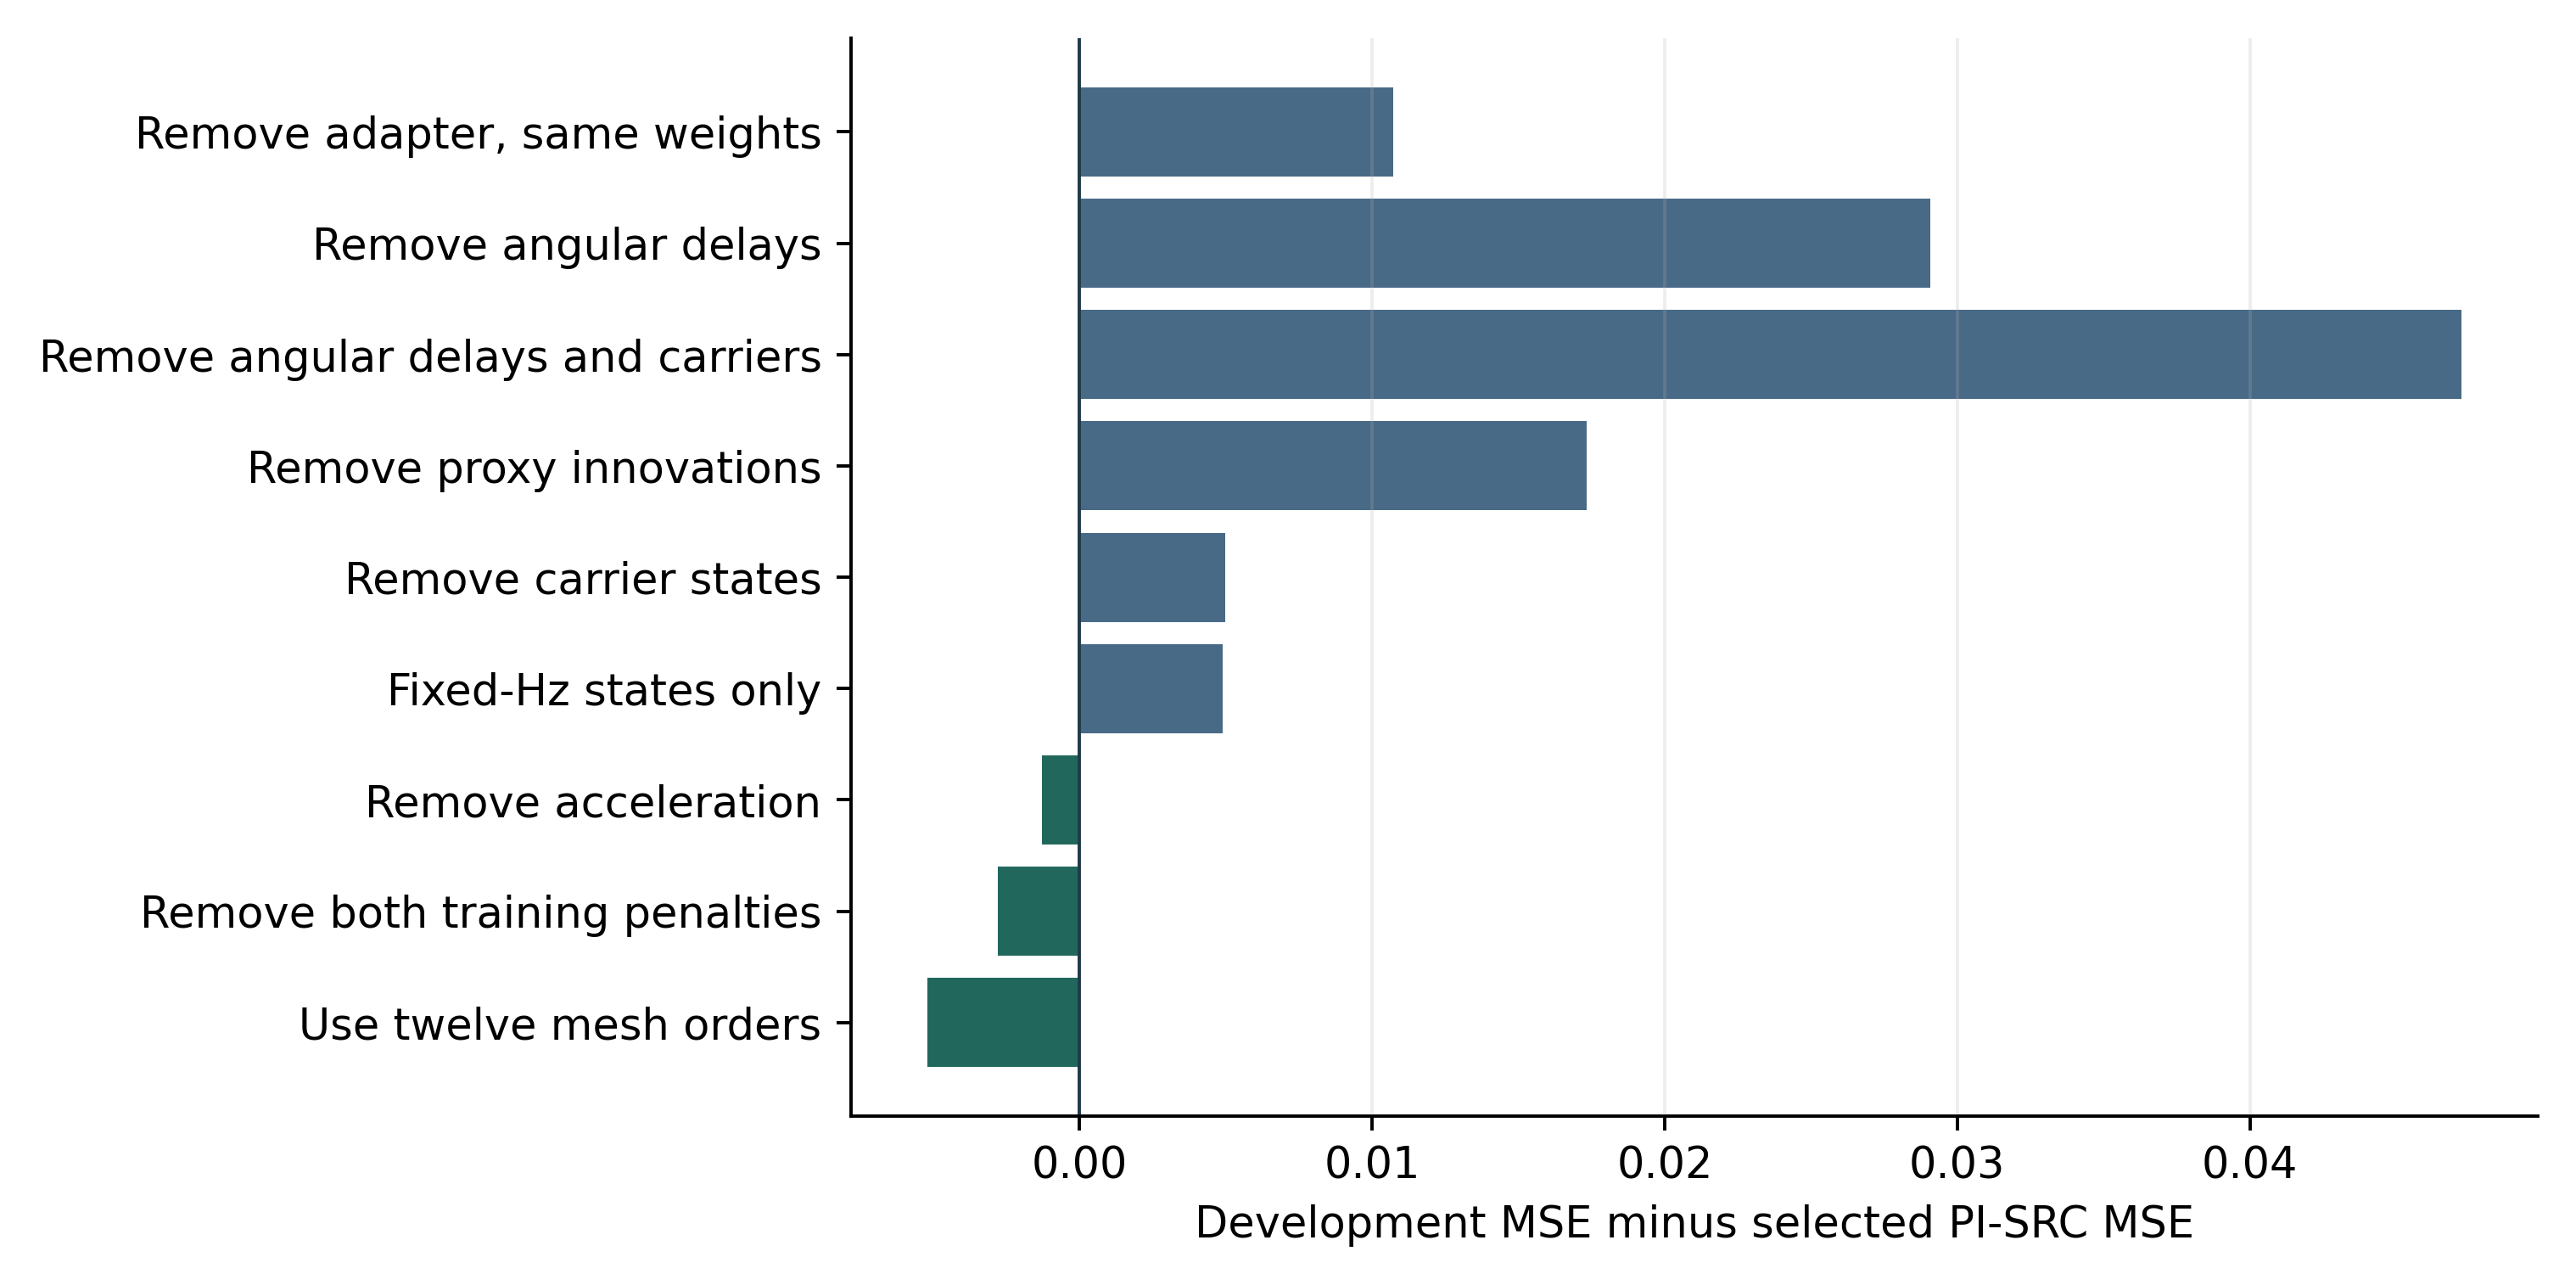 Remove adapter, same weights
Remove angular delays
Remove angular delays and carriers
Remove proxy innovations
Remove carrier states
Fixed-Hz states only
Remove acceleration
Remove both training penalties
Use twelve mesh orders
0.00 0.01 0.02 0.03 0.04
Development MSE minus selected PI-SRC MSE